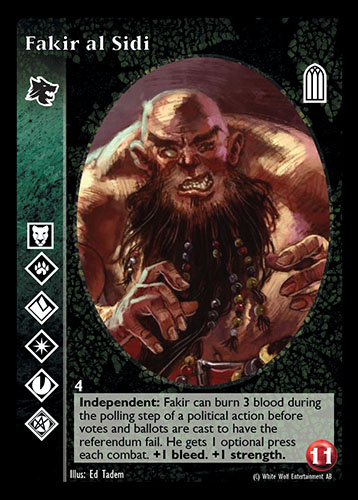 Fakir al Sidi
4
Independent: Fakir can burn 3 blood during
the polling step of a political action before
votes and ballots are cast to have the
referendum fail. He gets 1 optional press
each combat. +1 bleed. +1 strength.
11
Illus: Ed Tadem
(C) White Wolf Entertainment AB